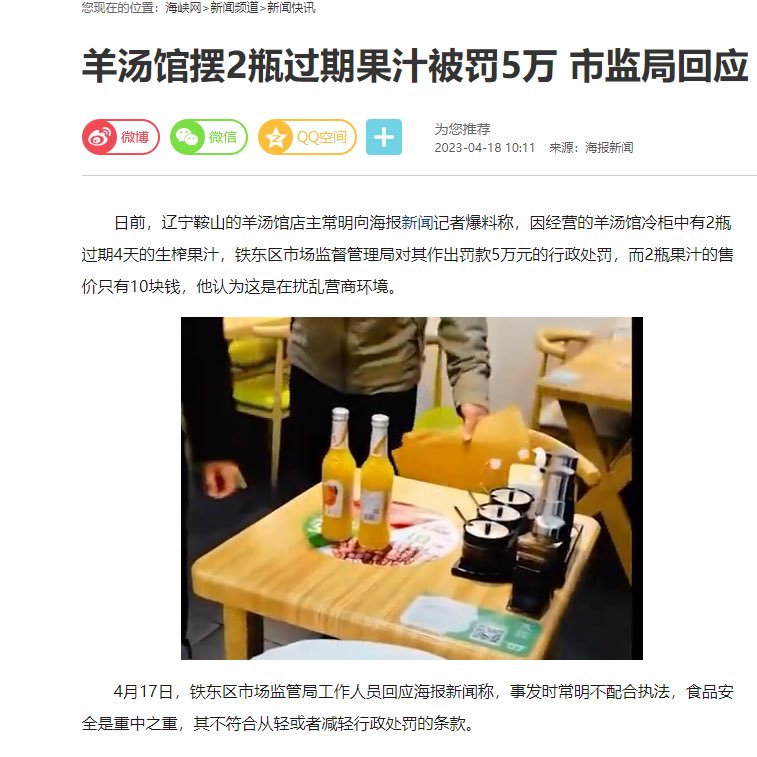 您现在的位置：海峡网>新闻频道>新闻快讯
羊汤馆摆2瓶过期果汁被罚5万 市监局回应
微博 微信 QQ空间
为您推荐
2023-04-18 10:11 来源：海报新闻
日前，辽宁鞍山的羊汤馆店主常明向海报新闻记者爆料称，因经营的羊汤馆冷柜中有2瓶
过期4天的生榨果汁，铁东区市场监督管理局对其作出罚款5万元的行政处罚，而2瓶果汁的售
价只有10块钱，他认为这是在扰乱营商环境。
4月17日，铁东区市场监管局工作人员回应海报新闻称，事发时常明不配合执法，食品安
全是重中之重，其不符合从轻或者减轻行政处罚的条款。